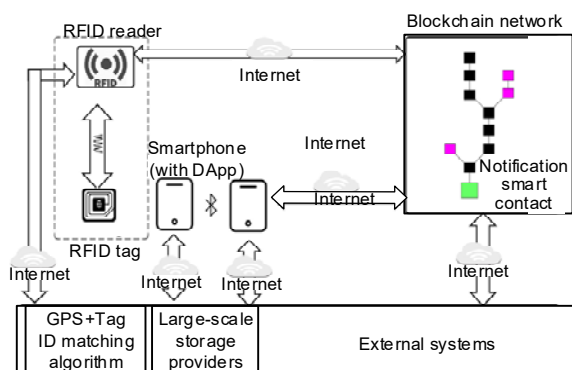 RFID reader
RFID
RFID tag
Internet
Internet
Smartphone
(with DApp)
Internet
Internet
Internet
Internet
Blockchain network
Notification
smart
contact
Internet
GPS+Tag
ID matching
algorithm
Large-scale
storage
providers
External systems